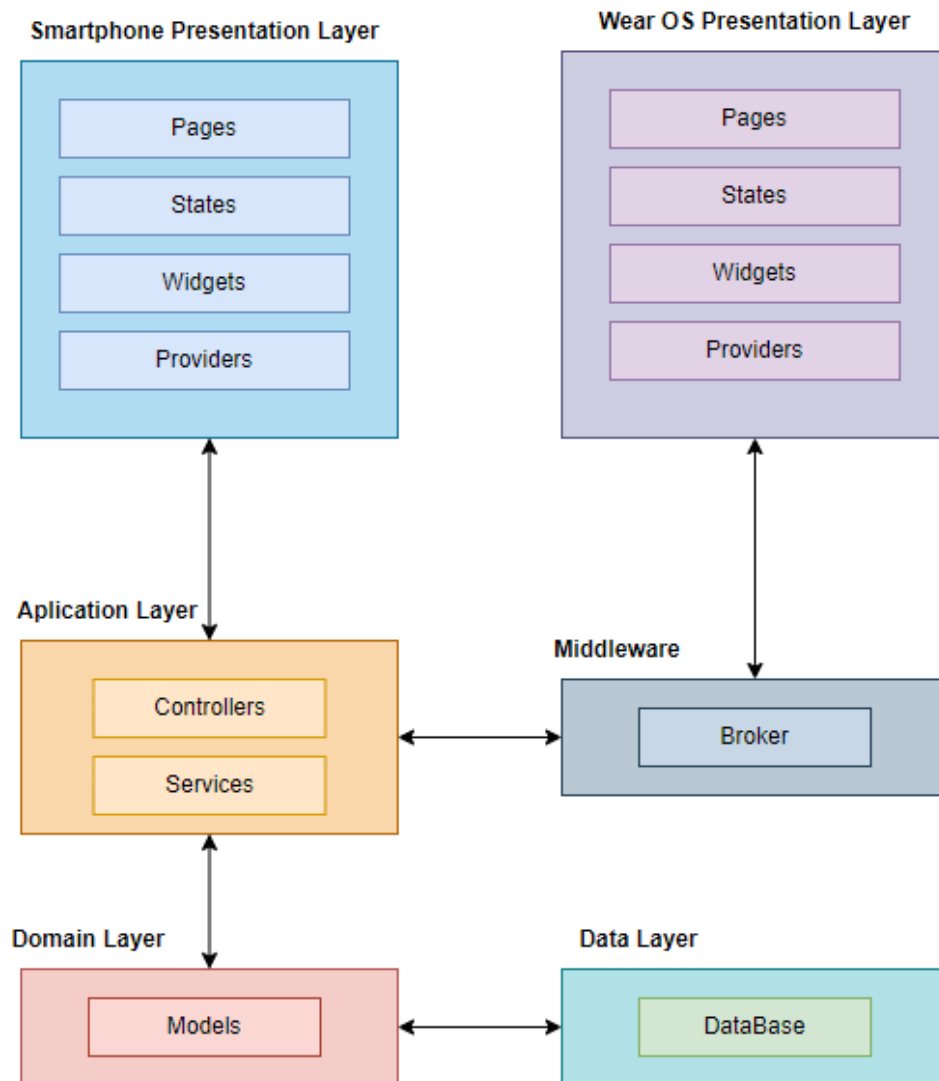 Smartphone Presentation Layer
Pages
States
Widgets
Providers
Wear OS Presentation Layer
Pages
States
Widgets
Providers
Aplication Layer
Controllers
Services
Middleware
Broker
Domain Layer
Models
Data Layer
DataBase